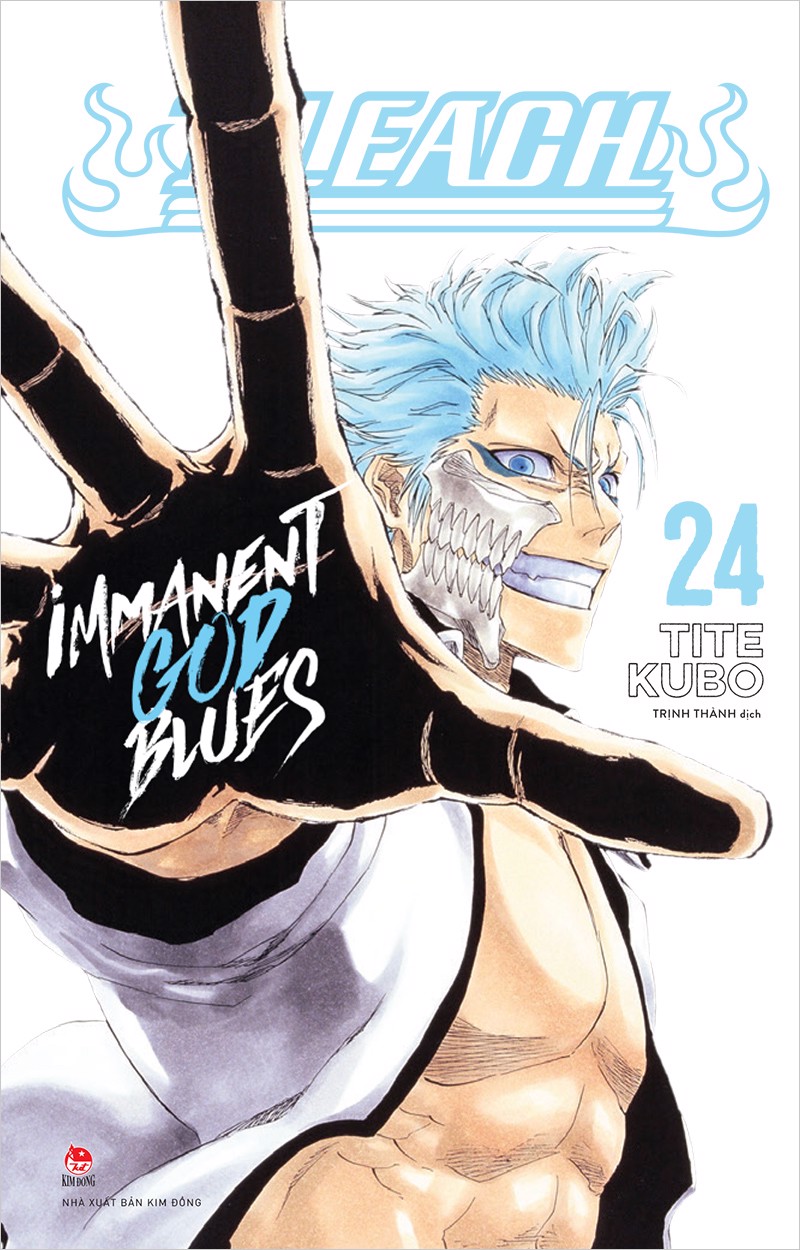 BLEACH
IMMANENT
GOD
BLUES
24
TITE
KUBO
TRỊNH THÀNH dịch
KIM ĐỒNG
NHÀ XUẤT BẢN KIM ĐỒNG